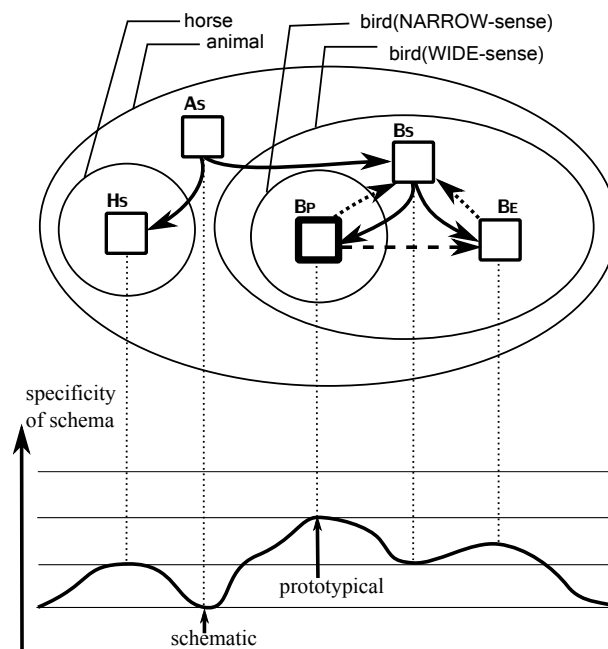 horse
bird(NARROW-sense)
animal
bird(WIDE-sense)
As
Bs
Hs
BP
BE
specificity
of schema
prototypical
schematic